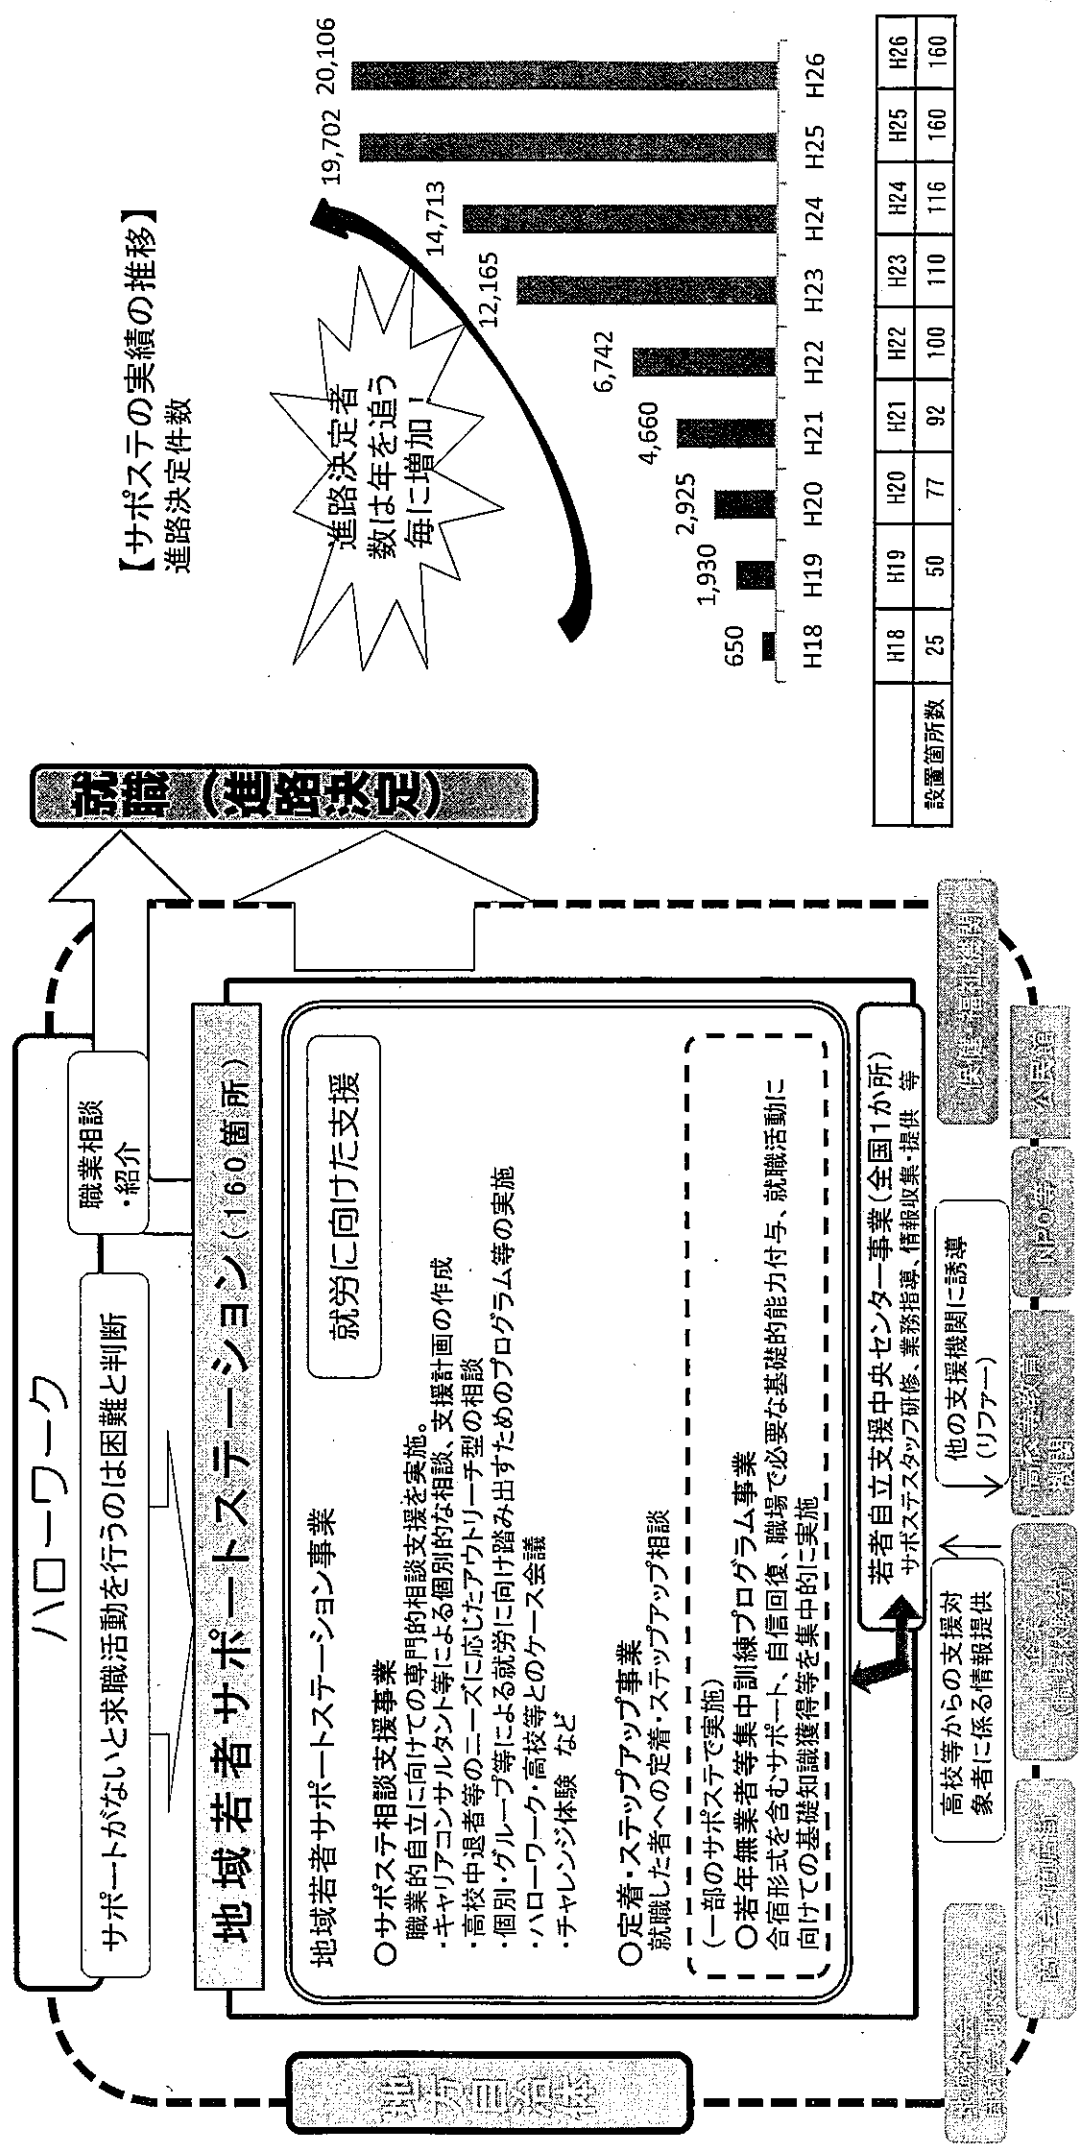 ハローワーク
サポートがないと求職活動を行うのは困難と判断
職業相談
・紹介
地域若者サポートステーション(160箇所)
地域若者サポートステーション事業
就労に向けた支援
○サポステ相談支援事業
職業的自立に向けての専門的相談支援を実施。
・キャリアコンサルタント等による個別的な相談、支援計画の作成
・高校中退者等のニーズに応じたアウトリーチ型の相談
・個別・グループ等による就労に向け踏み出すためのプログラム等の実施
・ハローワーク・高校等とのケース会議
・チャレンジ体験 など
○定着・ステップアップ事業
就職した者への定着・ステップアップ相談
(一部のサポステで実施)
○若年無業者等集中訓練プログラム事業
合宿形式を含むサポート、自信回復、職場で必要な基礎的能力付与、就職活動に
向けての基礎知識獲得等を集中的に実施
若者自立支援中央センター事業(全国1か所)
サポステスタッフ研修、業務指導、情報収集・提供 等
高校等からの支援対
象者に係る情報提供
他の支援機関に誘導
(リファー)
地方自治体
保健・福祉機関
NPO等
公民館
就職(進路決定)
【サポステの実績の推移】
進路決定件数
進路決定者
数は年を追う
毎に増加!
650
1,930
2,925
4,660
6,742
12,165
14,713
19,702
20,106
H18 H19 H20 H21 H22 H23 H24 H25 H26
H18 H19 H20 H21 H22 H23 H24 H25 H26
設置箇所数 25 50 77 92 100 110 116 160 160